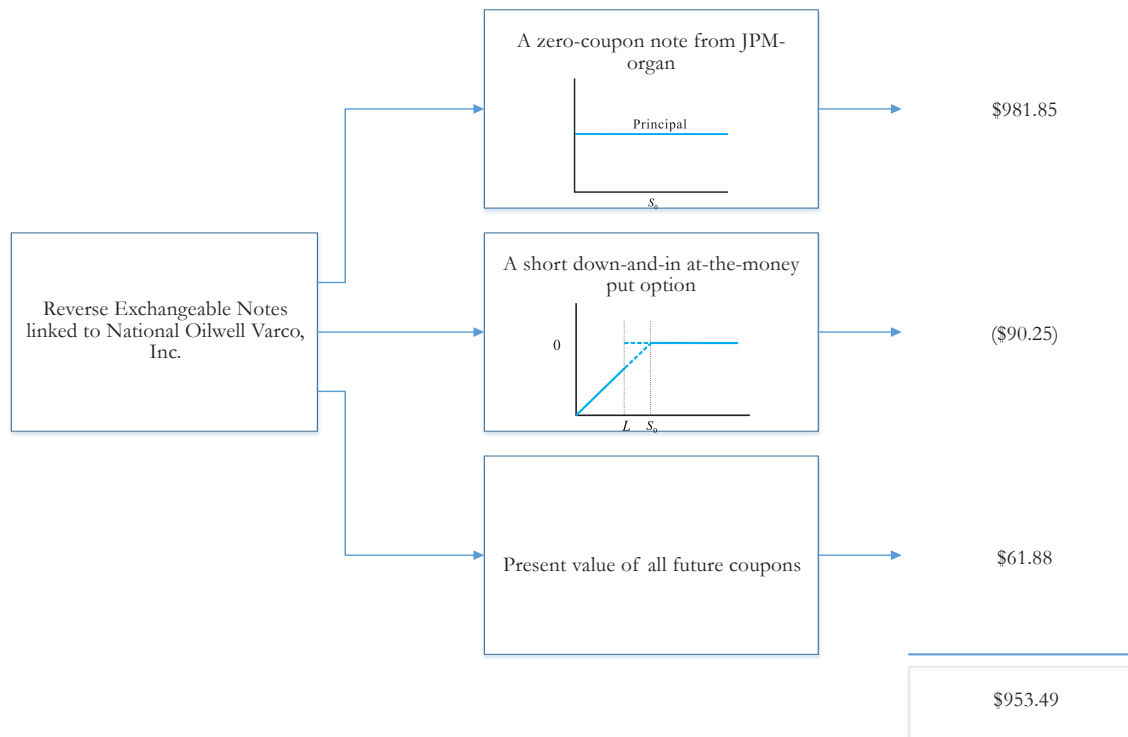 A zero-coupon note from JPM-
organ
Principal
S₀
$981.85
Reverse Exchangeable Notes
linked to National Oilwell Varco,
Inc.
A short down-and-in at-the-money
put option
0
L S₀
($90.25)
Present value of all future coupons
$61.88
$953.49